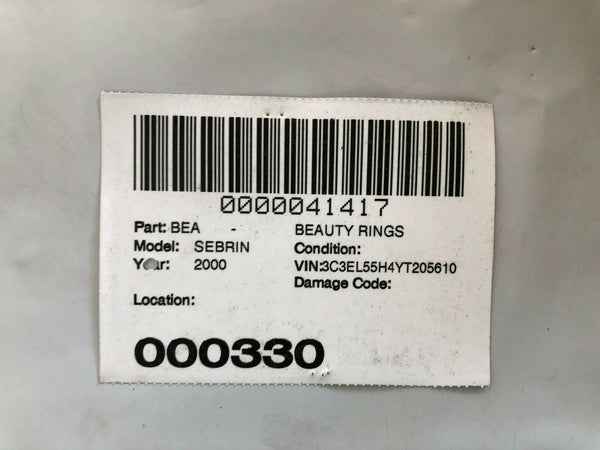 0000041417
Part: BEA - BEAUTY RINGS
Model: SEBRIN Condition:
Year: 2000 VIN:3C3EL55H4YT205610
Damage Code:
Location:
000330